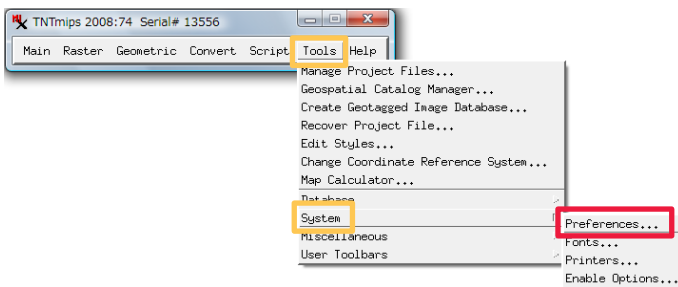 TNTmips 2008:74 Serial# 13556
Main Raster Geometric Convert Script Tools Help
Manage Project Files...
Geospatial Catalog Manager...
Create Geotagged Image Database...
Recover Project File...
Edit Styles...
Change Coordinate Reference System...
Map Calculator...
Database
System
Miscellaneous
User Toolbars
Preferences...
Fonts...
Printers...
Enable Options...